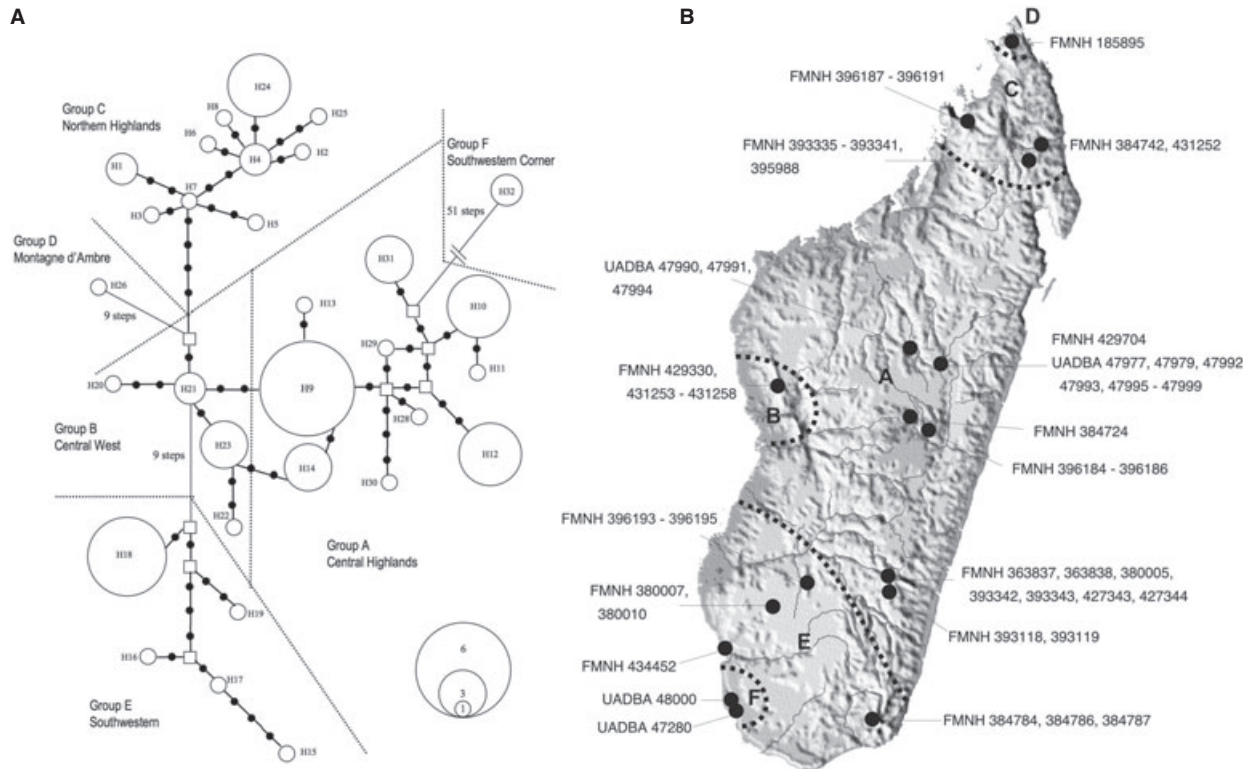 A
Group C
Northern Highlands
H24
H8
H25
H6
H4
H2
H1
H7
H3
H5
Group F
Southwestern Corner
H32
51 steps
Group D
Montagne d'Ambre
H26
9 steps
H31
H13
H10
H29
H11
H20
H21
H9
H28
Group B
Central West
H23
9 steps
H14
H12
H30
H22
H18
Group A
Central Highlands
H19
H16
H17
Group E
Southwestern
H15
6
3
1
B
D
FMNH 185895
FMNH 396187 - 396191
C
FMNH 393335 - 393341,
395988
FMNH 384742, 431252
UADBA 47990, 47991,
47994
FMNH 429704
UADBA 47977, 47979, 47992
47993, 47995 - 47999
A
FMNH 429330,
431253 - 431258
B
FMNH 384724
FMNH 396184 - 396186
FMNH 396193 - 396195
FMNH 363837, 363838, 380005,
393342, 393343, 427343, 427344
FMNH 380007,
380010
FMNH 393118, 393119
E
FMNH 434452
F
UADBA 48000
UADBA 47280
FMNH 384784, 384786, 384787